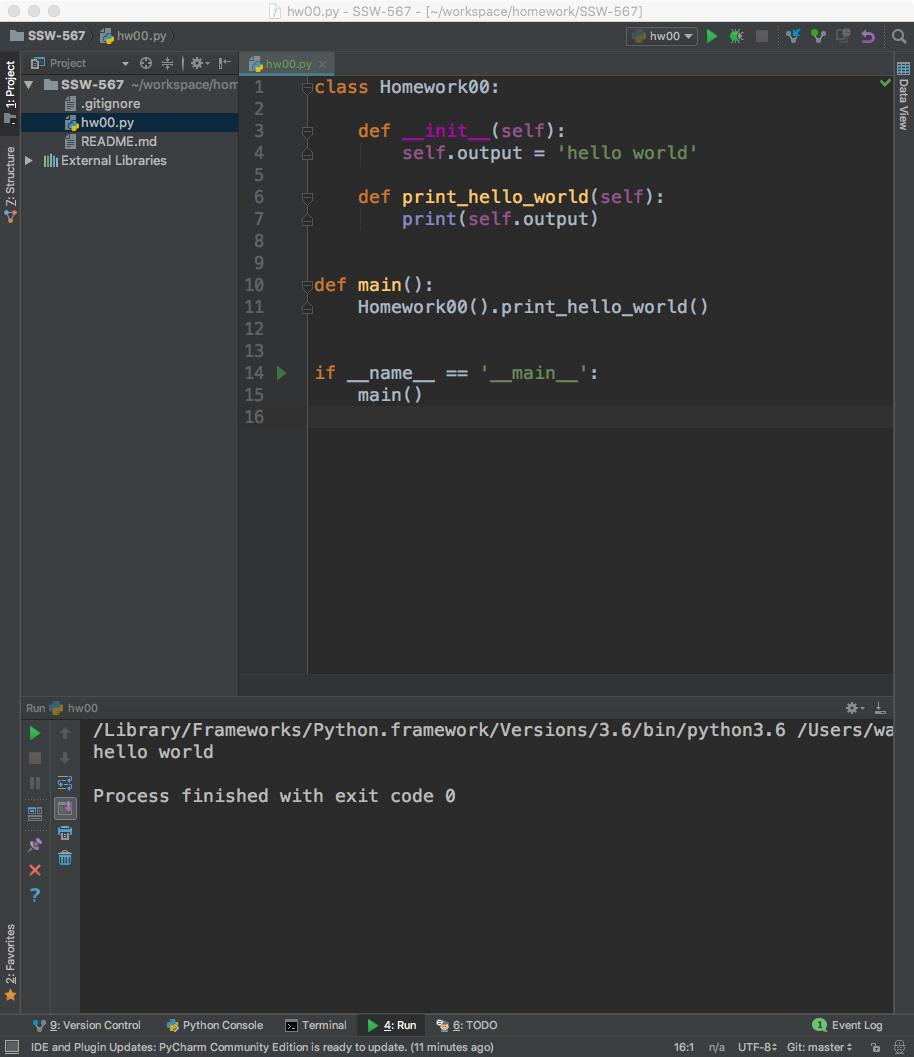 hw00.py - SSW-567 - [~/workspace/homework/SSW-567]
SSW-567 hw00.py hw00
Project hw00.py
1: Project
Z: Structure
2: Favorites
Data View
SSW-567 ~/workspace/hom
.gitignore
hw00.py
README.md
External Libraries
1 class Homework00:
2
3 def __init__(self):
4 self.output = 'hello world'
5
6 def print_hello_world(self):
7 print(self.output)
8
9
10 def main():
11 Homework00().print_hello_world()
12
13
14 if __name__ == '__main__':
15 main()
16
Run hw00
/Library/Frameworks/Python.framework/Versions/3.6/bin/python3.6 /Users/wa
hello world
Process finished with exit code 0
9: Version Control Python Console Terminal 4: Run 6: TODO 1 Event Log
IDE and Plugin Updates: PyCharm Community Edition is ready to update. (11 minutes ago) 16:1 n/a UTF-8 Git: master